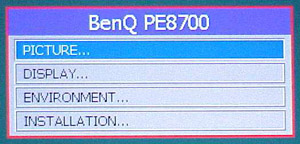 BenQ PE8700
PICTURE...
DISPLAY...
ENVIRONMENT...
INSTALLATION...